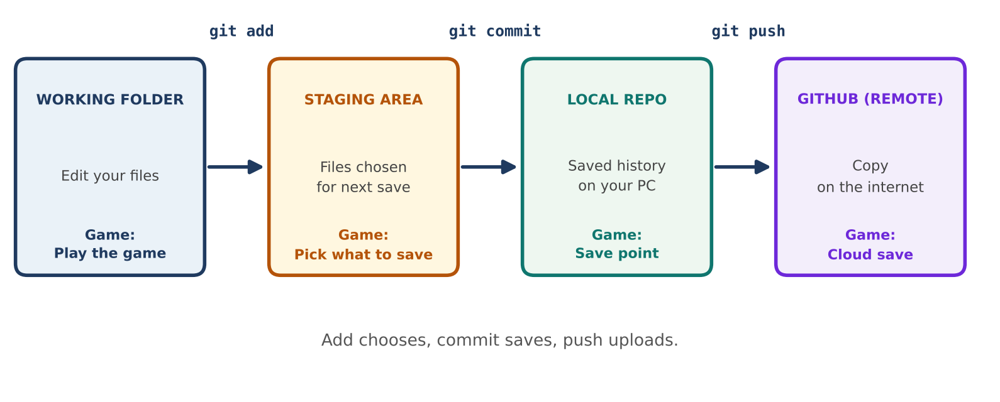 git add
git commit
git push
WORKING FOLDER
Edit your files
Game:
Play the game
STAGING AREA
Files chosen
for next save
Game:
Pick what to save
LOCAL REPO
Saved history
on your PC
Game:
Save point
GITHUB (REMOTE)
Copy
on the internet
Game:
Cloud save
Add chooses, commit saves, push uploads.